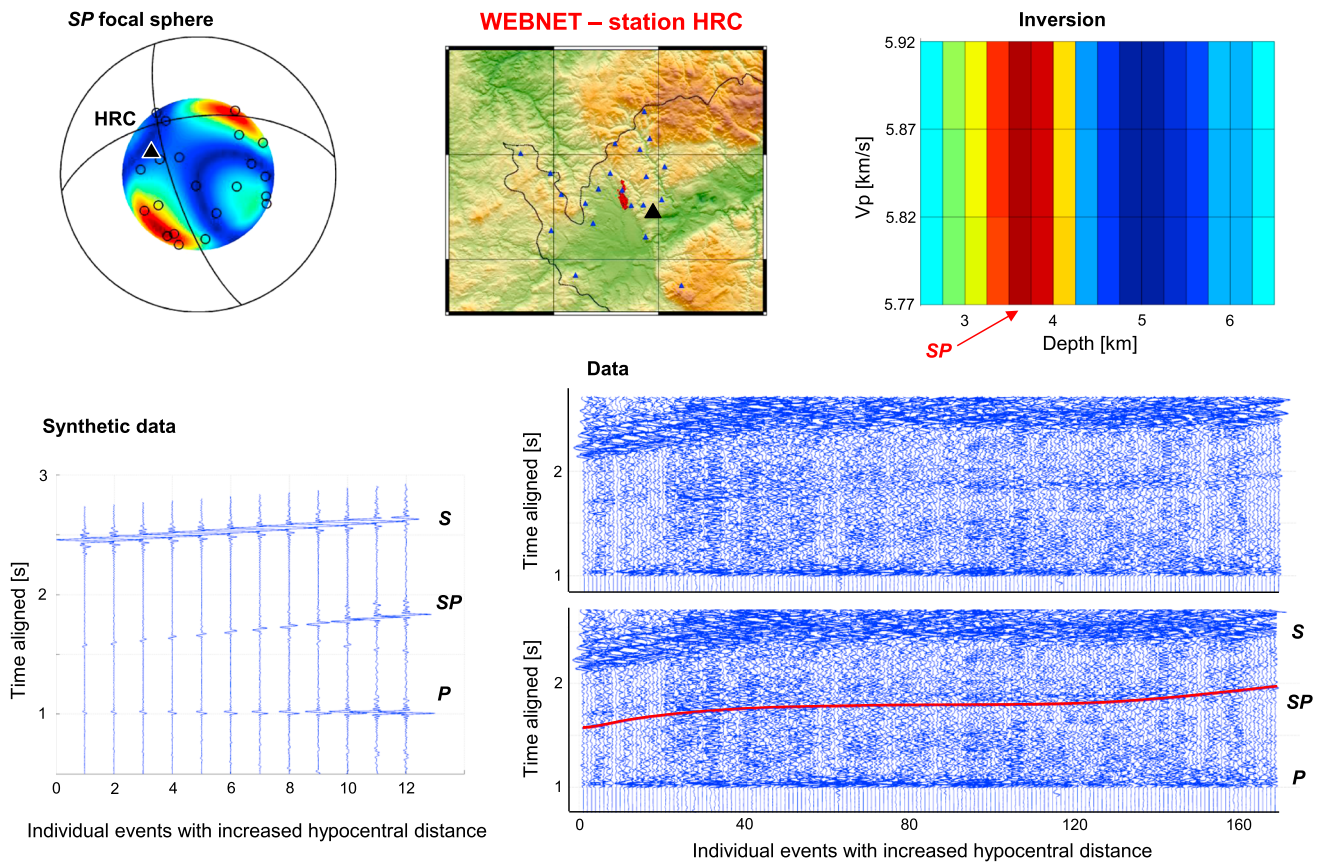 SP focal sphere
WEBNET – station HRC
Inversion
HRC
5.92
5.87
5.82
5.77
Vp [km/s]
3
4
5
6
SP
Depth [km]
Data
Synthetic data
3
2
1
Time aligned [s]
S
SP
P
0
2
4
6
8
10
12
Individual events with increased hypocentral distance
2
1
Time aligned [s]
2
1
Time aligned [s]
S
SP
P
0
40
80
120
160
Individual events with increased hypocentral distance